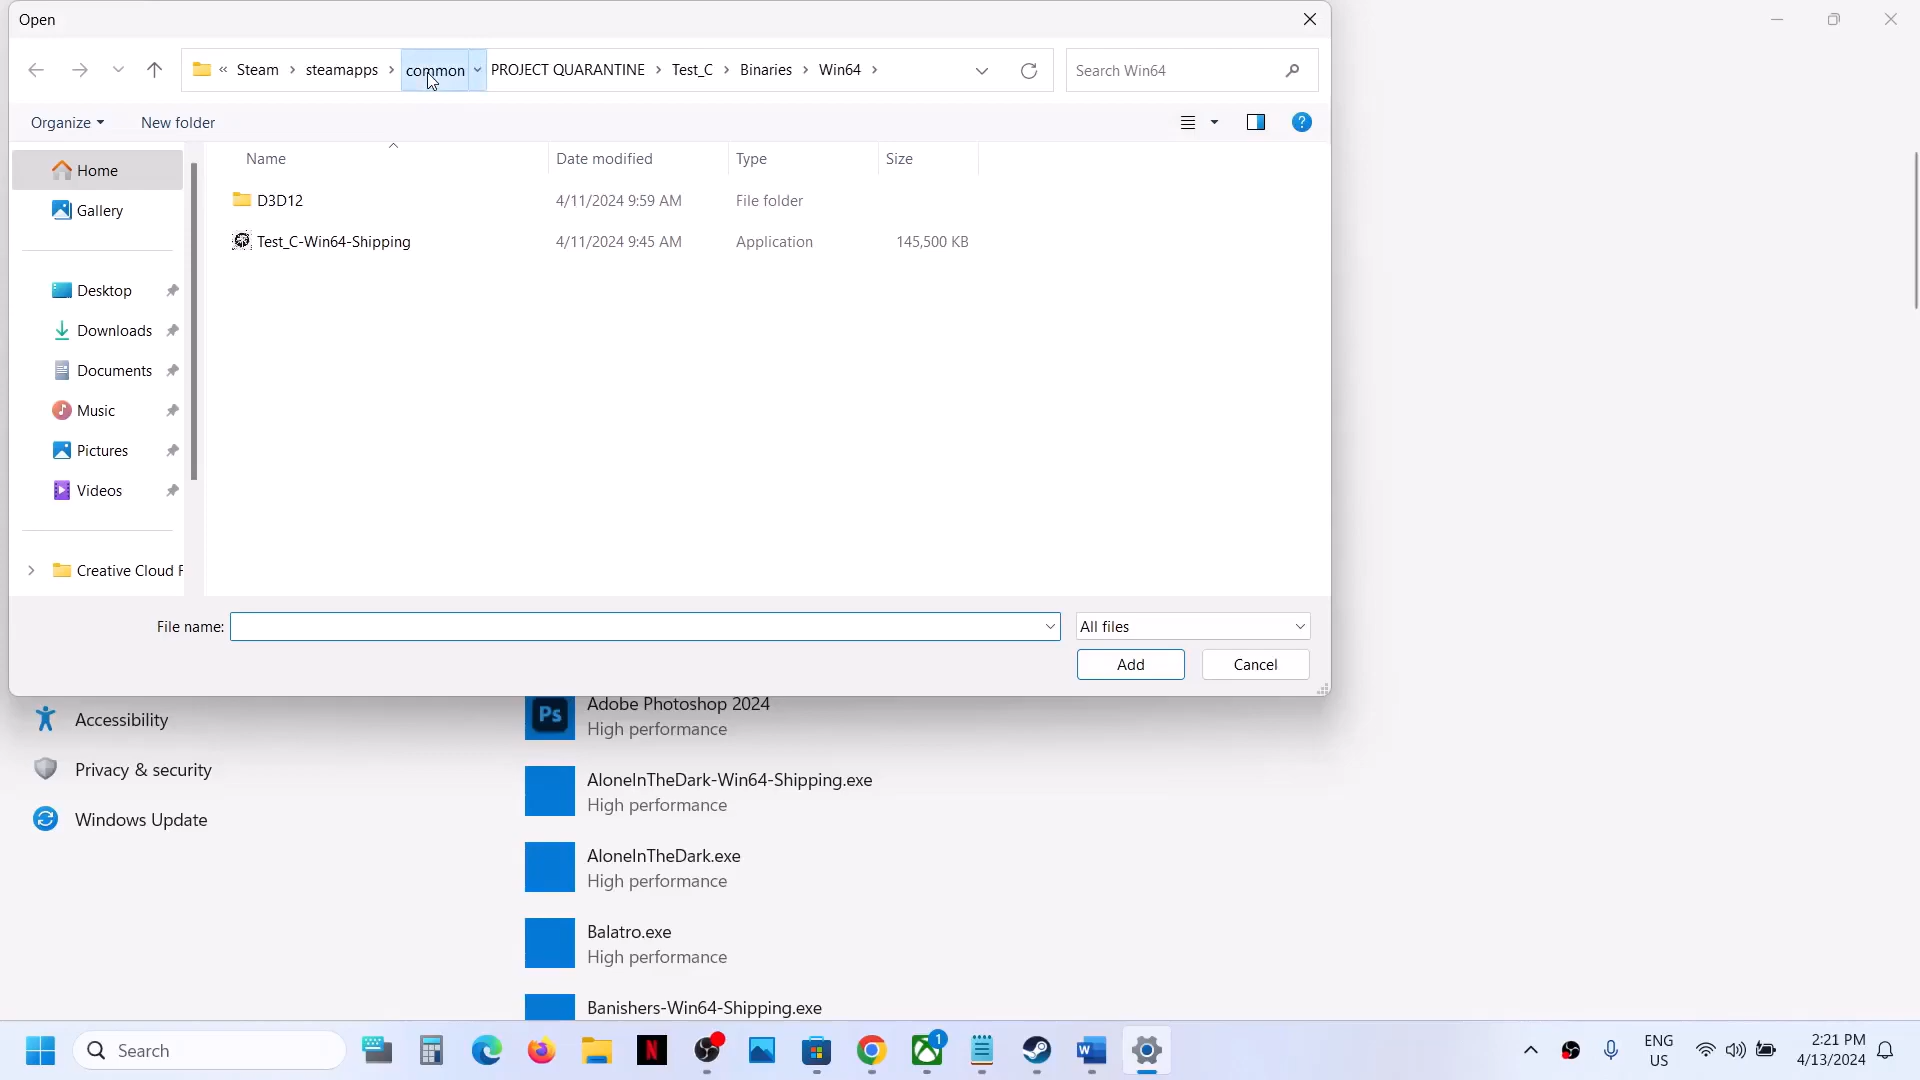 Open
« Steam > steamapps > common PROJECT QUARANTINE > Test_C > Binaries > Win64 >
Search Win64
Organize
New folder
Name
Date modified
Type
Size
Home
Gallery
D3D12
4/11/2024 9:59 AM
File folder
Test_C-Win64-Shipping
4/11/2024 9:45 AM
Application
145,500 KB
Desktop
Downloads
Documents
Music
Pictures
Videos
Creative Cloud F
File name:
All files
Add
Cancel
Accessibility
Privacy & security
Windows Update
Ps
Adobe Photoshop 2024
High performance
AloneInTheDark-Win64-Shipping.exe
High performance
AloneInTheDark.exe
High performance
Balatro.exe
High performance
Banishers-Win64-Shipping.exe
Search
N
1
W
ENG
US
2:21 PM
4/13/2024